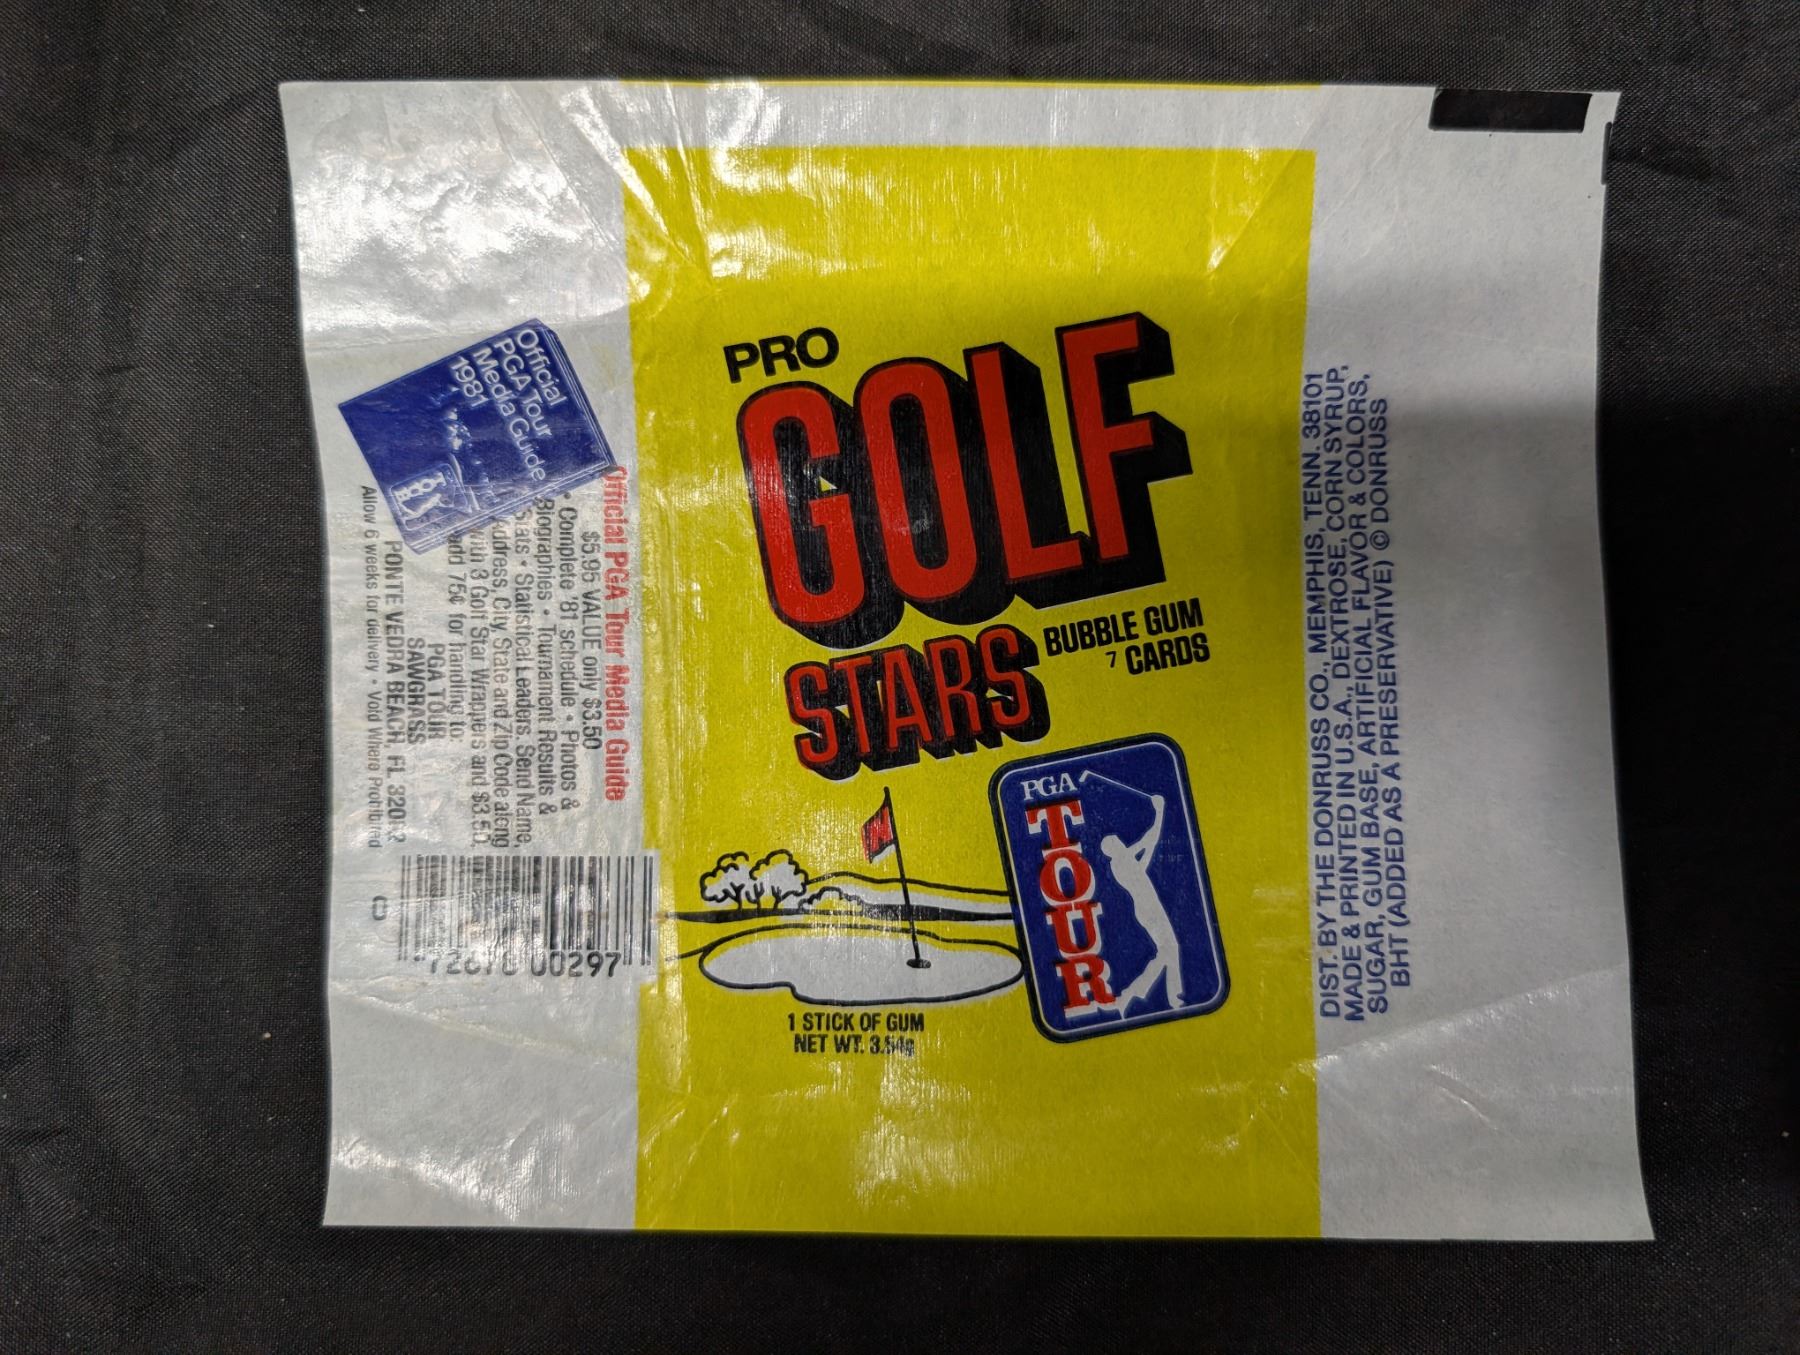 PRO
GOLF
STARS
BUBBLE GUM
7 CARDS
PGA
TOUR
1 STICK OF GUM
NET WT. 3.54g
Official
PGA Tour
Media Guide
1981
Official PGA Tour Media Guide
$5.95 VALUE only $3.50
• Complete '81 schedule • Photos &
Biographies • Tournament Results &
Stats • Statistical Leaders. Send Name,
Address, City, State and Zip Code along
with 3 Golf Star Wrappers and $3.50,
add 75¢ for handling to:
PGA TOUR
SAWGRASS
PONTE VEDRA BEACH, FL
Allow 6 weeks for delivery • Void Where Prohibited
00297
DIST. BY THE DONRUSS CO., MEMPHIS, TENN. 38101
MADE & PRINTED IN U.S.A., DEXTROSE, CORN SYRUP,
SUGAR, GUM BASE, ARTIFICIAL FLAVOR & COLORS,
BHT (ADDED AS A PRESERVATIVE) © DONRUSS